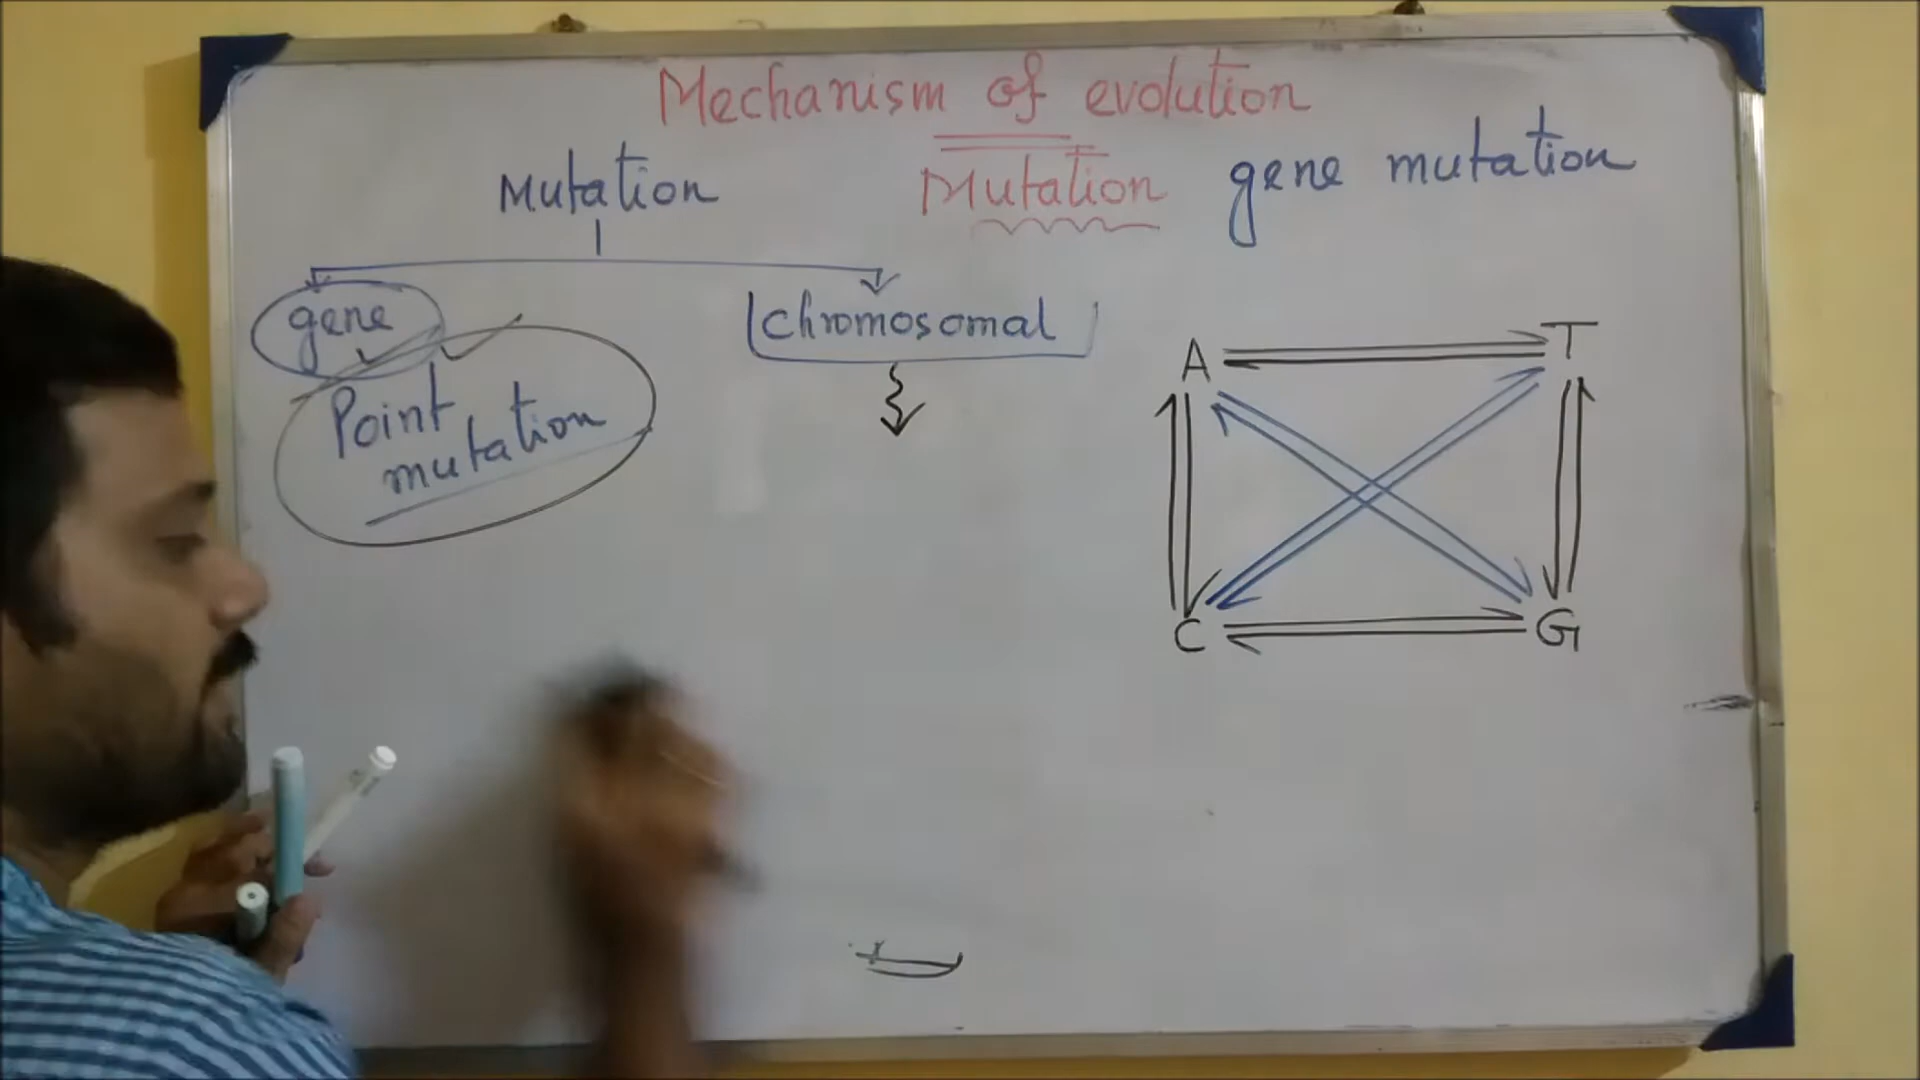 Mechanism of evolution
Mutation
Mutation
gene mutation
gene
chromosomal
Point
mutation
A
T
C
G